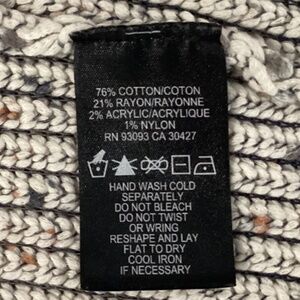 76% COTTON/COTON
21% RAYON/RAYONNE
2% ACRYLIC/ACRYLIQUE
1% NYLON
RN 93093 CA 30427
HAND WASH COLD
SEPARATELY
DO NOT BLEACH
DO NOT TWIST
OR WRING
RESHAPE AND LAY
FLAT TO DRY
COOL IRON
IF NECESSARY